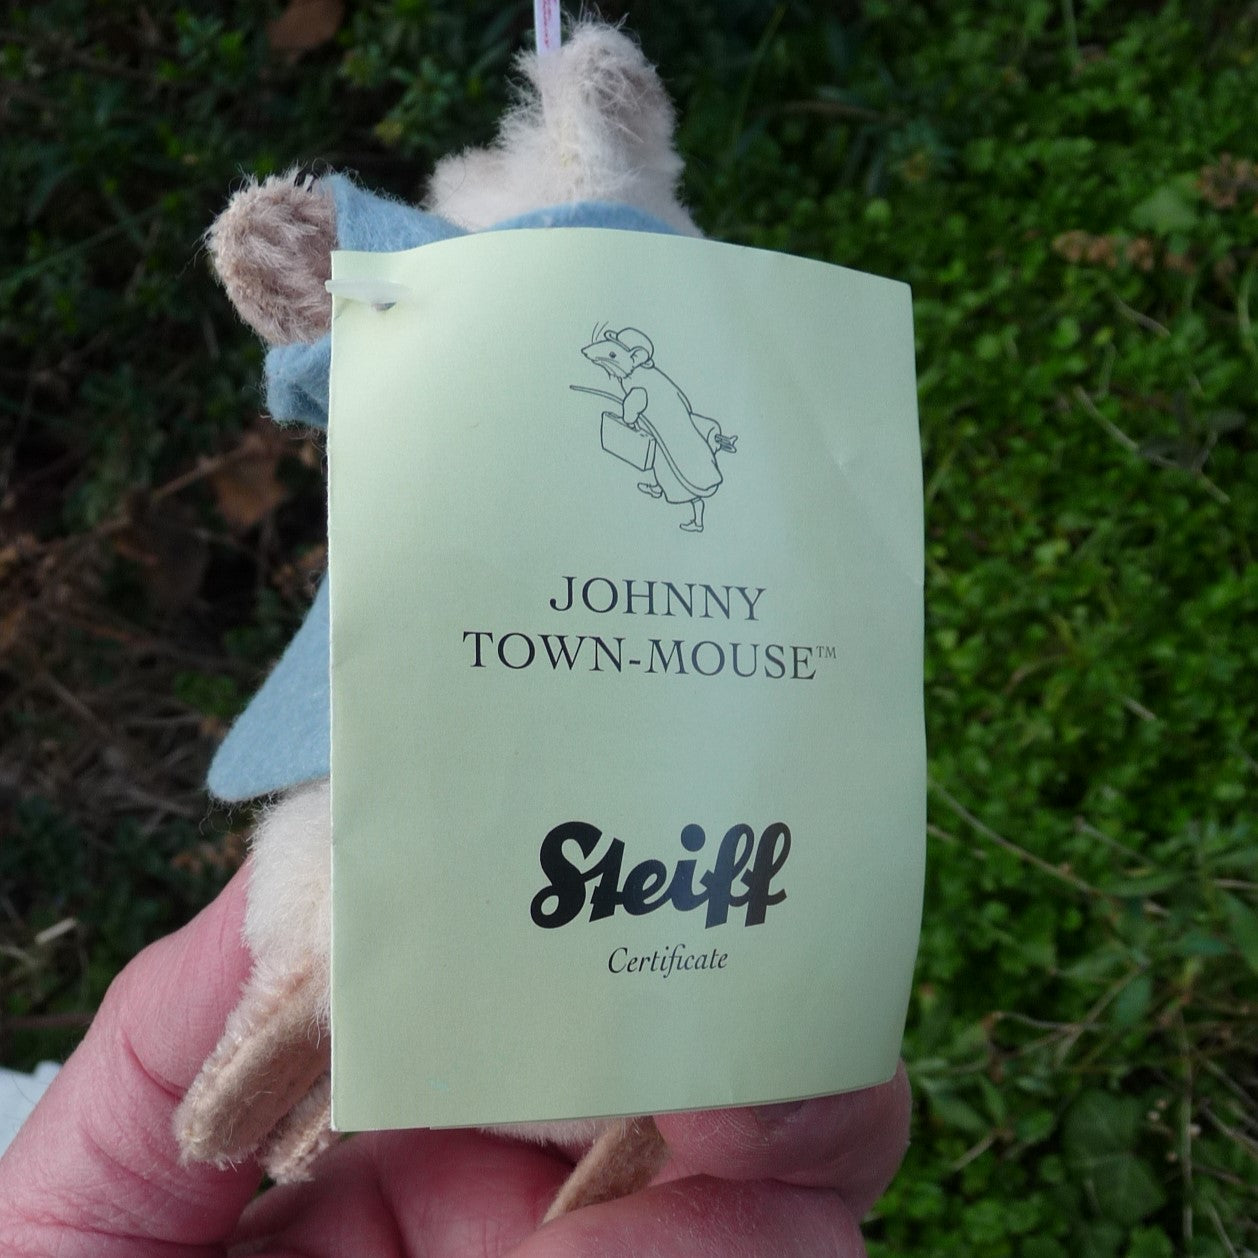 JOHNNY
TOWN-MOUSE™
Steiff
Certificate